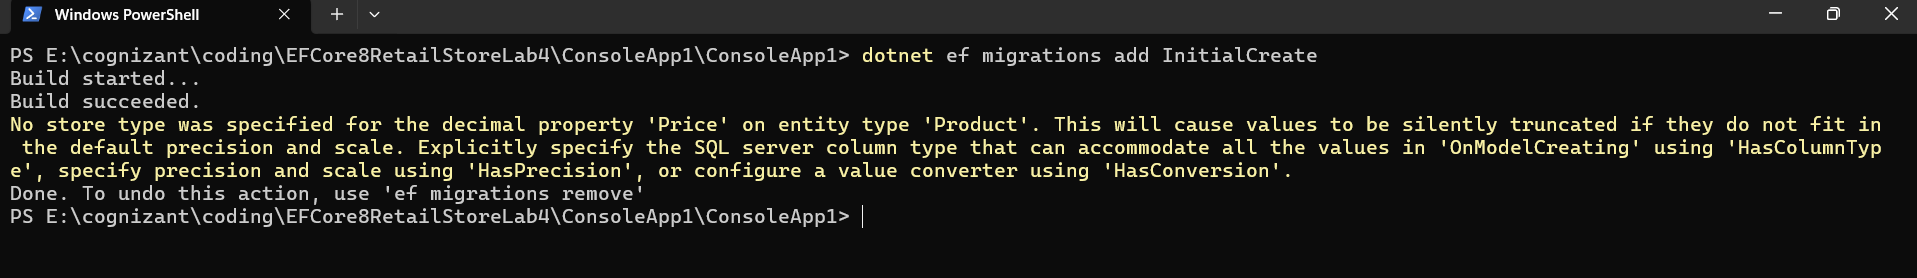 Windows PowerShell
PS E:\cognizant\coding\EFCore8RetailStoreLab4\ConsoleApp1\ConsoleApp1> dotnet ef migrations add InitialCreate
Build started...
Build succeeded.
No store type was specified for the decimal property 'Price' on entity type 'Product'. This will cause values to be silently truncated if they do not fit in
 the default precision and scale. Explicitly specify the SQL server column type that can accommodate all the values in 'OnModelCreating' using 'HasColumnTyp
e', specify precision and scale using 'HasPrecision', or configure a value converter using 'HasConversion'.
Done. To undo this action, use 'ef migrations remove'
PS E:\cognizant\coding\EFCore8RetailStoreLab4\ConsoleApp1\ConsoleApp1>